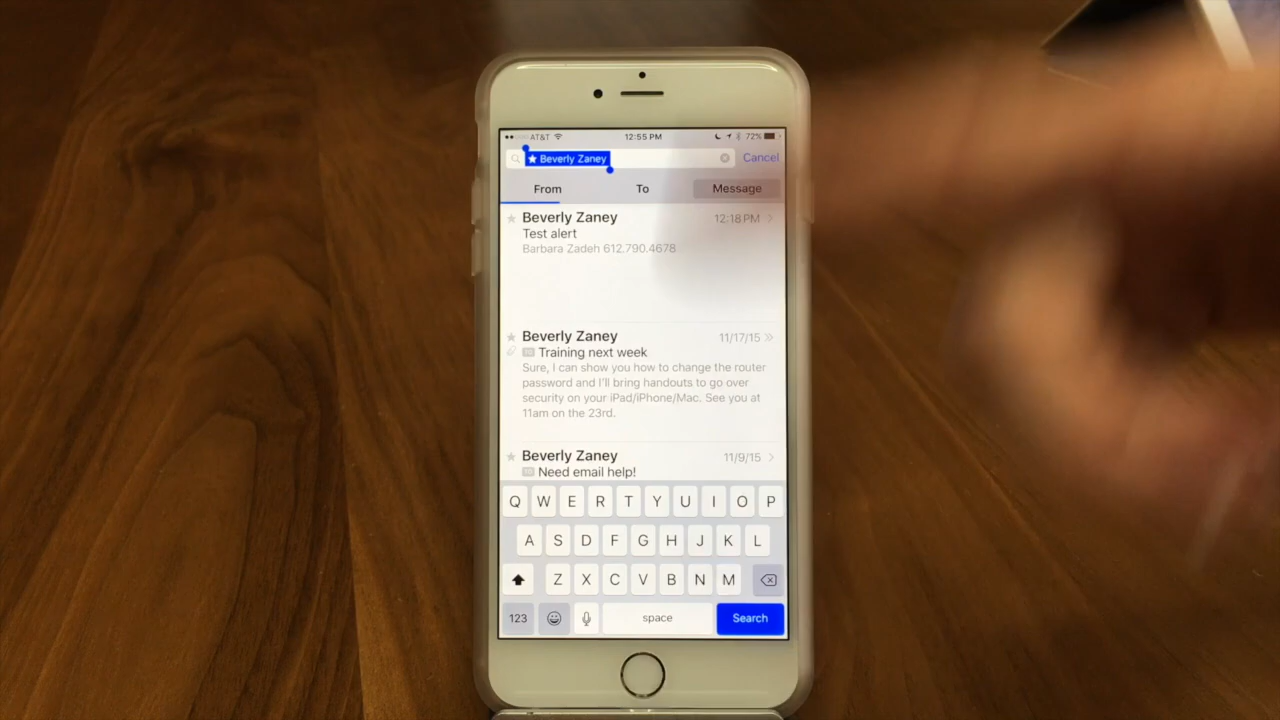 AT&T 12:55 PM 72%
★ Beverly Zaney Cancel
From To Message
Beverly Zaney 12:18 PM
Test alert
Barbara Zadeh 612.790.4678
Beverly Zaney 11/17/15
Training next week
Sure, I can show you how to change the router
password and I'll bring handouts to go over
security on your iPad/iPhone/Mac. See you at
11am on the 23rd.
Beverly Zaney 11/9/15
Need email help!
Q W E R T Y U I O P
A S D F G H J K L
Z X C V B N M
123 space Search